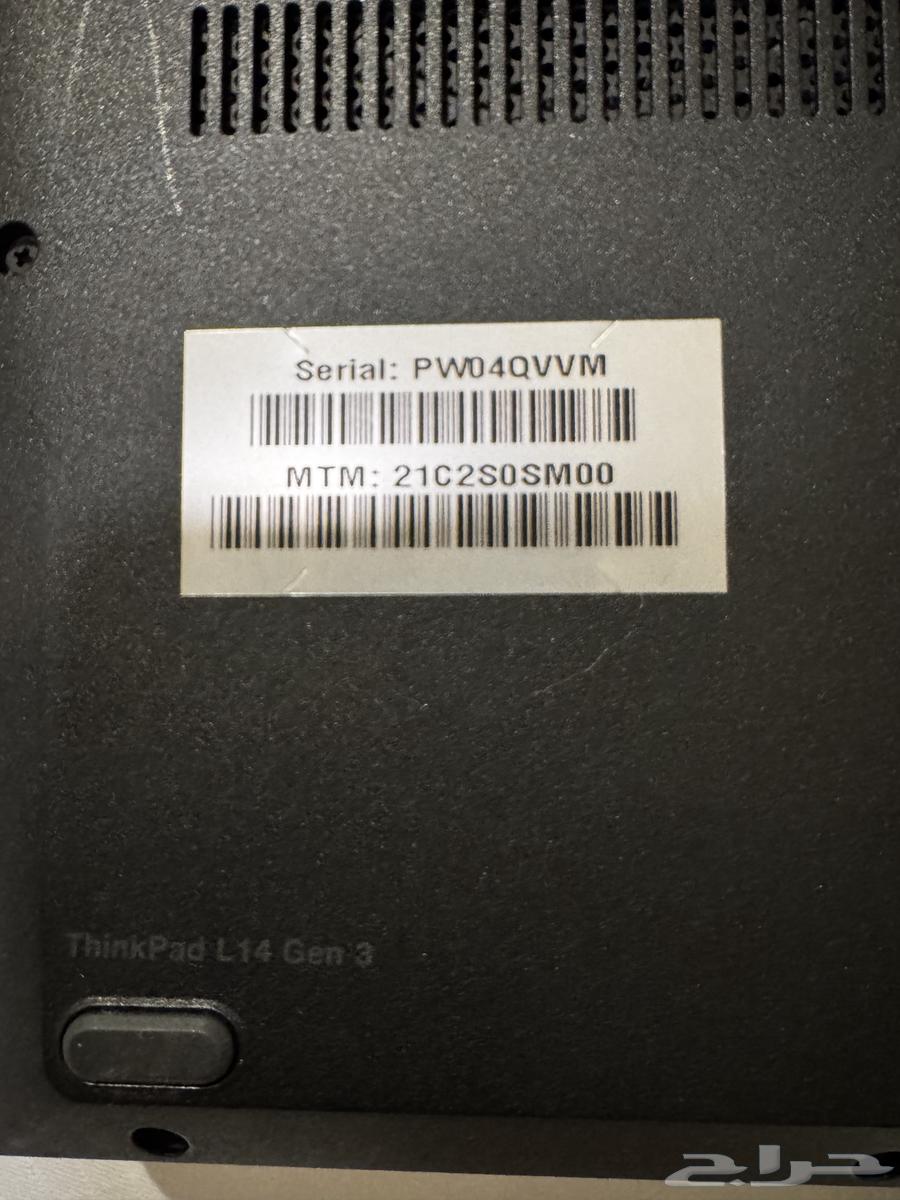 Serial: PW04QVVM
MTM: 21C2S0SM00
ThinkPad L14 Gen 3
حراج